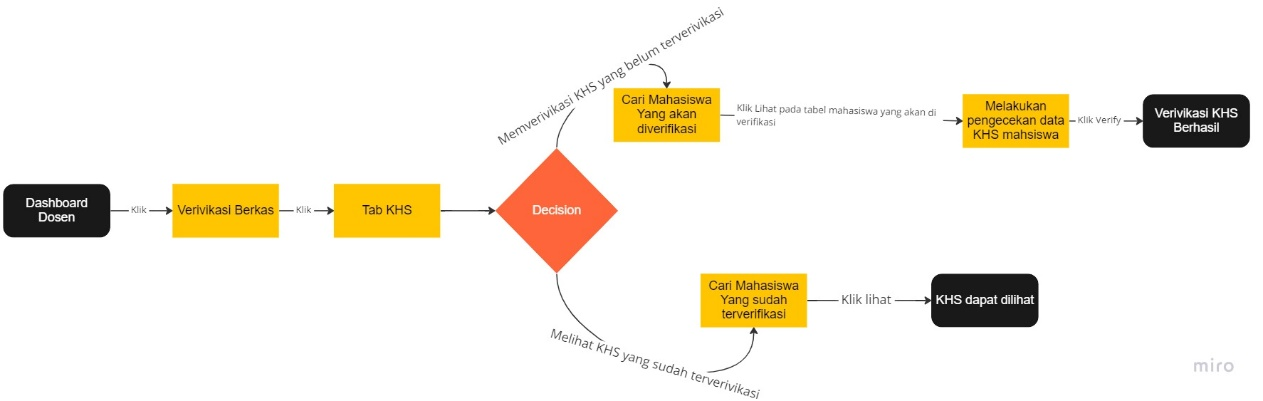 Dashboard
Dosen
Klik
Verivikasi Berkas
Klik
Tab KHS
Decision
Memverivikasi KHS yang belum terverivikasi
Cari Mahasiswa
Yang akan
diverifikasi
Klik Lihat pada tabel mahasiswa yang akan di
verifikasi
Melakukan
pengecekan data
KHS mahsiswa
Klik Verify
Verivikasi KHS
Berhasil
Melihat KHS yang sudah terverivikasi
Cari Mahasiswa
Yang sudah
terverifikasi
Klik lihat
KHS dapat dilihat
miro